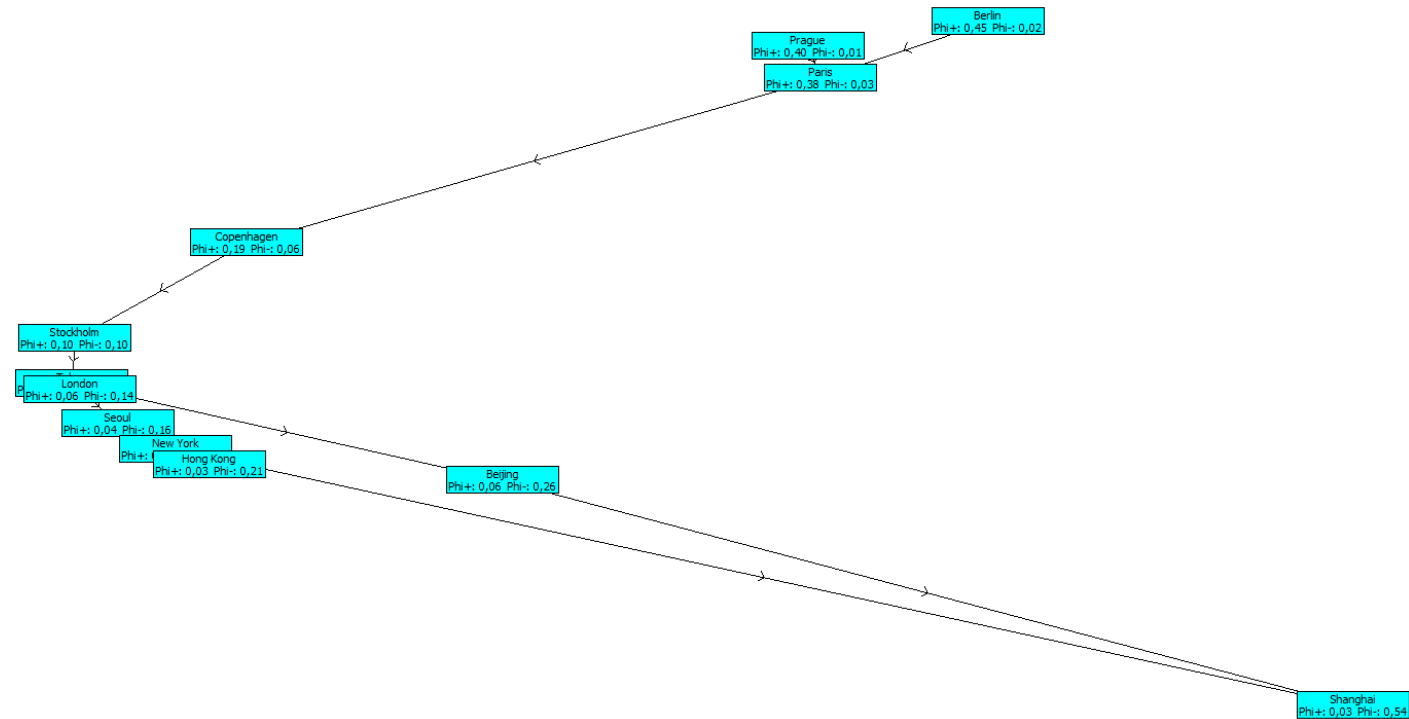 Berlin
Phi+: 0,45 Phi-: 0,02
Prague
Phi+: 0,40 Phi-: 0,01
Paris
Phi+: 0,38 Phi-: 0,03
Copenhagen
Phi+: 0,19 Phi-: 0,06
Stockholm
Phi+: 0,10 Phi-: 0,10
London
Phi+: 0,06 Phi-: 0,14
Seoul
Phi+: 0,04 Phi-: 0,16
New York
Phi+:
Hong Kong
Phi+: 0,03 Phi-: 0,21
Beijing
Phi+: 0,06 Phi-: 0,26
Shanghai
Phi+: 0,03 Phi-: 0,54